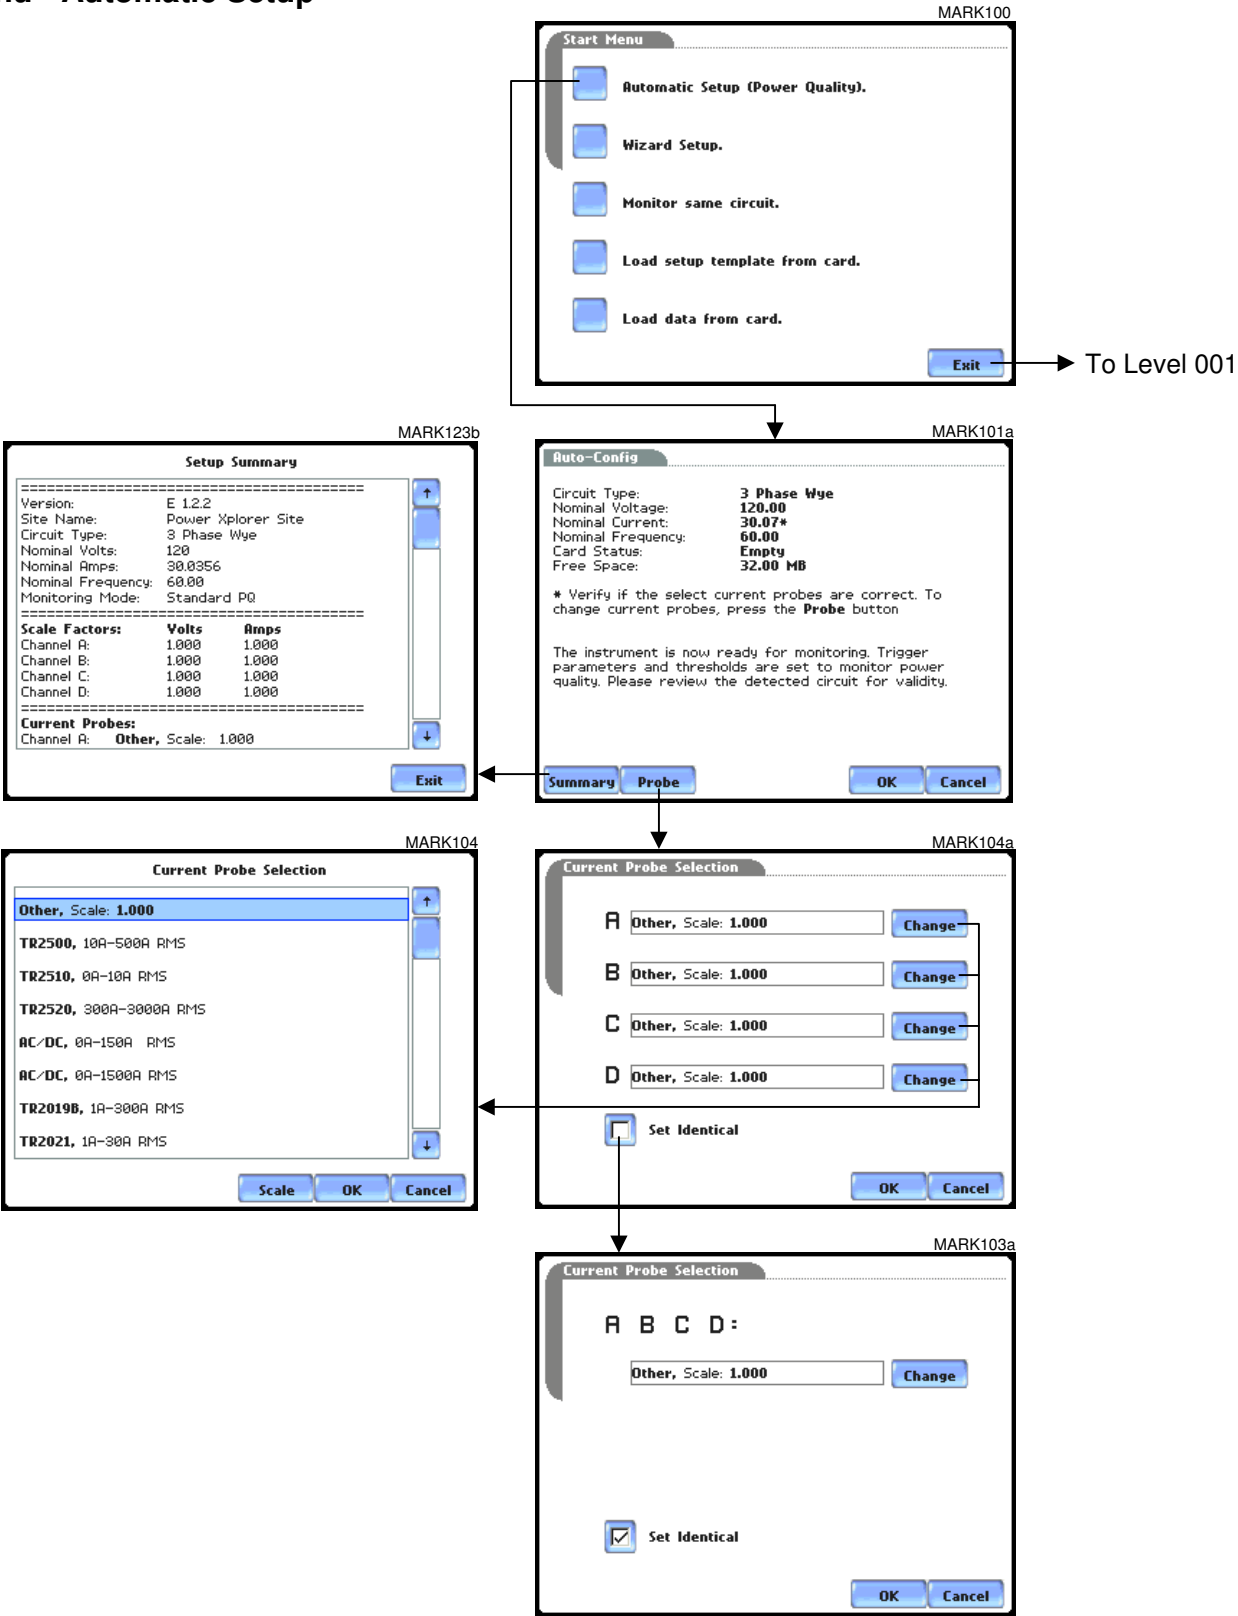 Automatic Setup
MARK100
Start Menu
Automatic Setup (Power Quality).
Wizard Setup.
Monitor same circuit.
Load setup template from card.
Load data from card.
Exit
To Level 001
MARK123b
Setup Summary
========================================
Version: E 1.2.2
Site Name: Power Xplorer Site
Circuit Type: 3 Phase Wye
Nominal Volts: 120
Nominal Amps: 30.0356
Nominal Frequency: 60.00
Monitoring Mode: Standard PQ
========================================
Scale Factors: Volts Amps
Channel A: 1.000 1.000
Channel B: 1.000 1.000
Channel C: 1.000 1.000
Channel D: 1.000 1.000
========================================
Current Probes:
Channel A: Other, Scale: 1.000
Exit
MARK101a
Auto-Config
Circuit Type: 3 Phase Wye
Nominal Voltage: 120.00
Nominal Current: 30.07*
Nominal Frequency: 60.00
Card Status: Empty
Free Space: 32.00 MB
* Verify if the select current probes are correct. To
change current probes, press the Probe button
The instrument is now ready for monitoring. Trigger
parameters and thresholds are set to monitor power
quality. Please review the detected circuit for validity.
Summary Probe OK Cancel
MARK104
Current Probe Selection
Other, Scale: 1.000
TR2500, 10A-500A RMS
TR2510, 0A-10A RMS
TR2520, 300A-3000A RMS
AC/DC, 0A-150A RMS
AC/DC, 0A-1500A RMS
TR2019B, 1A-300A RMS
TR2021, 1A-30A RMS
Scale OK Cancel
MARK104a
Current Probe Selection
A Other, Scale: 1.000 Change
B Other, Scale: 1.000 Change
C Other, Scale: 1.000 Change
D Other, Scale: 1.000 Change
Set Identical
OK Cancel
MARK103a
Current Probe Selection
A B C D:
Other, Scale: 1.000 Change
Set Identical
OK Cancel